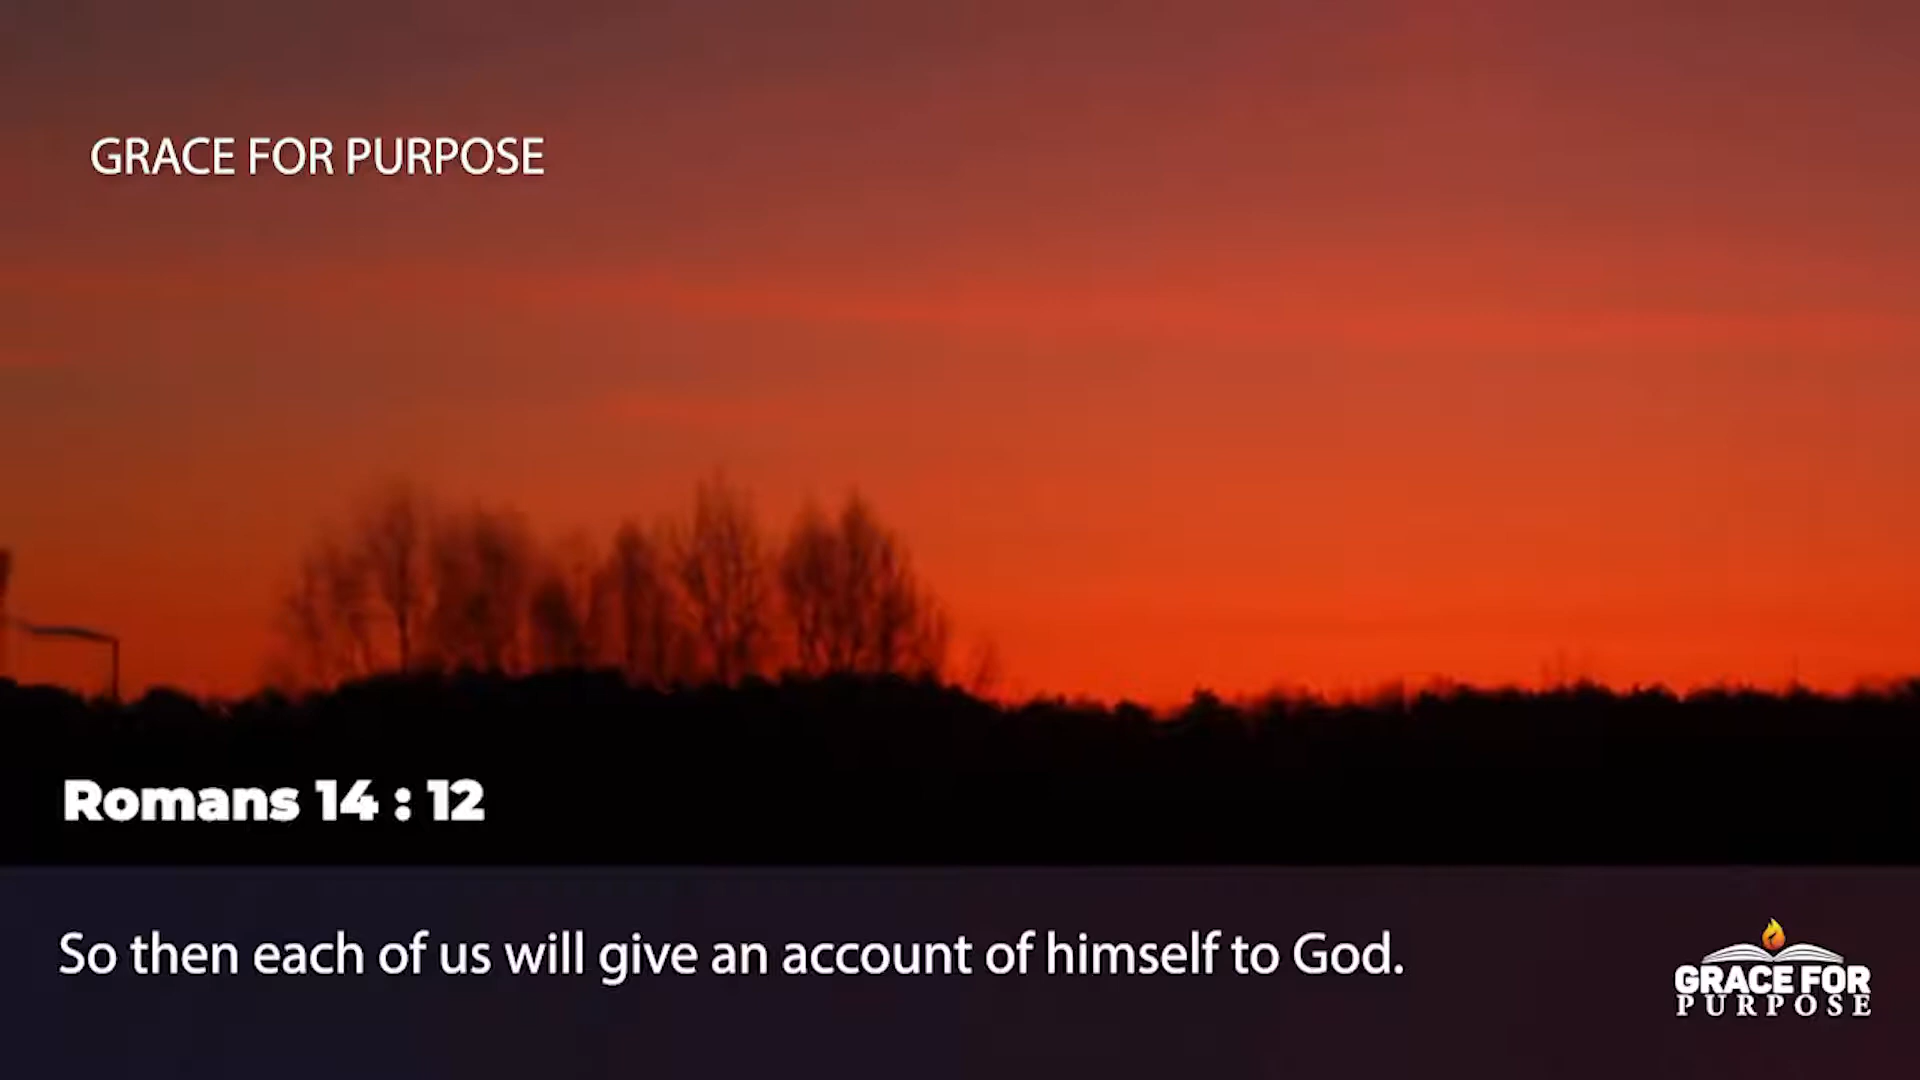 GRACE FOR PURPOSE
Romans 14 : 12
So then each of us will give an account of himself to God.
GRACE FOR
PURPOSE